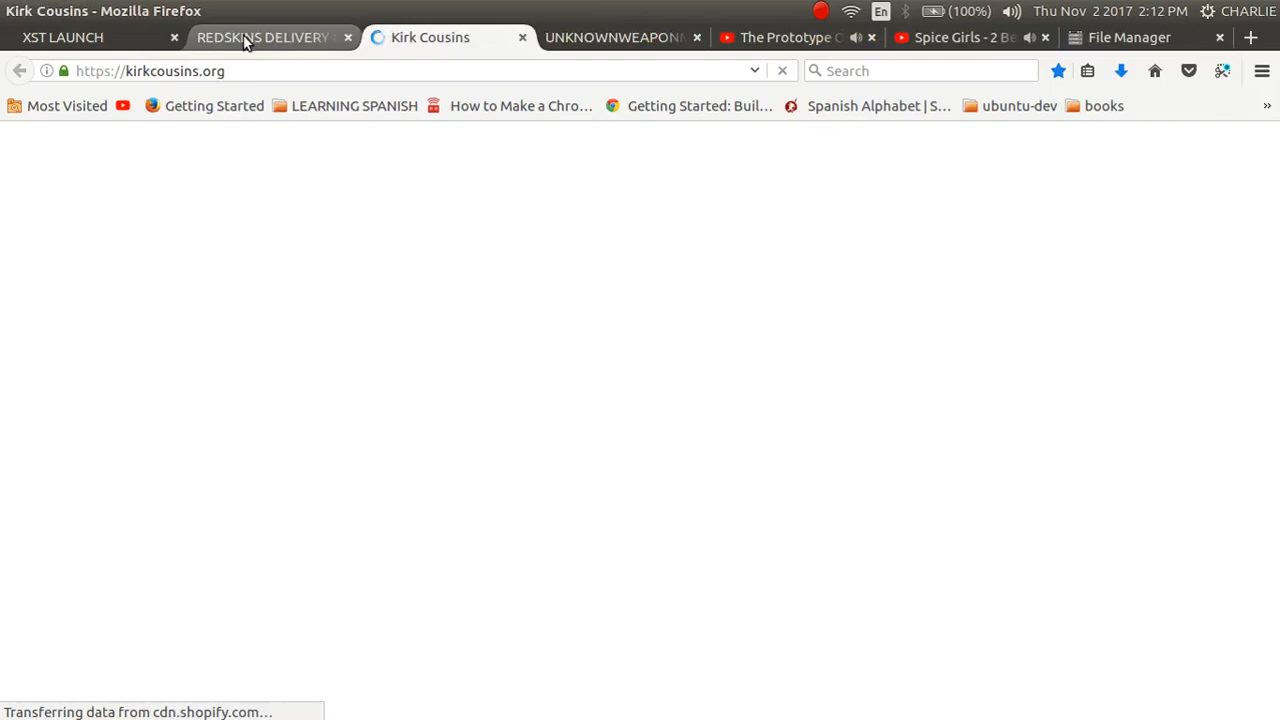 Kirk Cousins - Mozilla Firefox
En (100%) Thu Nov 2 2017 2:12 PM CHARLIE
XST LAUNCH REDSKINS DELIVERY Kirk Cousins UNKNOWNWEAPON The Prototype Spice Girls - 2 Be File Manager
https://kirkcousins.org Search
Most Visited Getting Started LEARNING SPANISH How to Make a Chro... Getting Started: Buil... Spanish Alphabet | S... ubuntu-dev books
Transferring data from cdn.shopify.com...